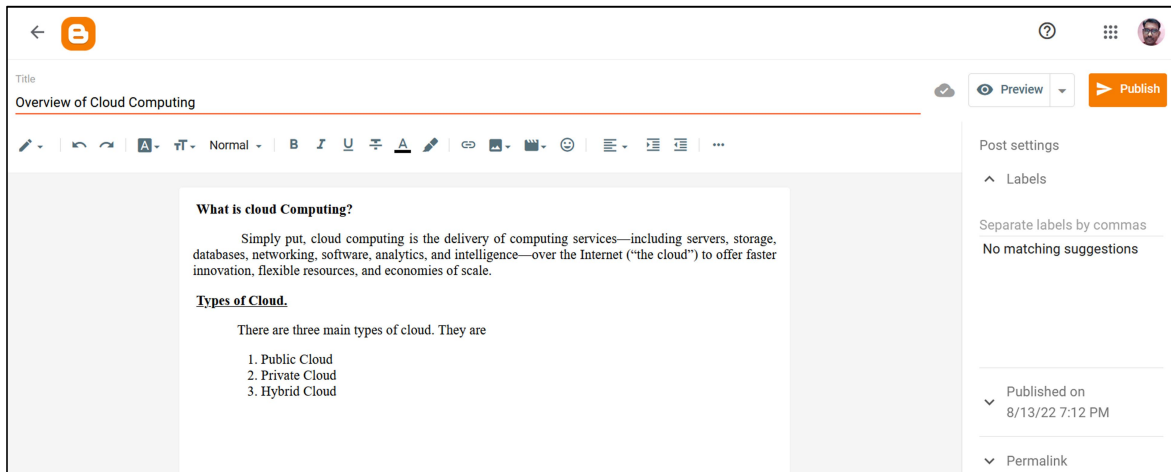 Title
Overview of Cloud Computing
Preview
Publish
Normal
B I U A
Post settings
Labels
Separate labels by commas
No matching suggestions
What is cloud Computing?
Simply put, cloud computing is the delivery of computing services—including servers, storage,
databases, networking, software, analytics, and intelligence—over the Internet (“the cloud”) to offer faster
innovation, flexible resources, and economies of scale.
Types of Cloud.
There are three main types of cloud. They are
1. Public Cloud
2. Private Cloud
3. Hybrid Cloud
Published on
8/13/22 7:12 PM
Permalink